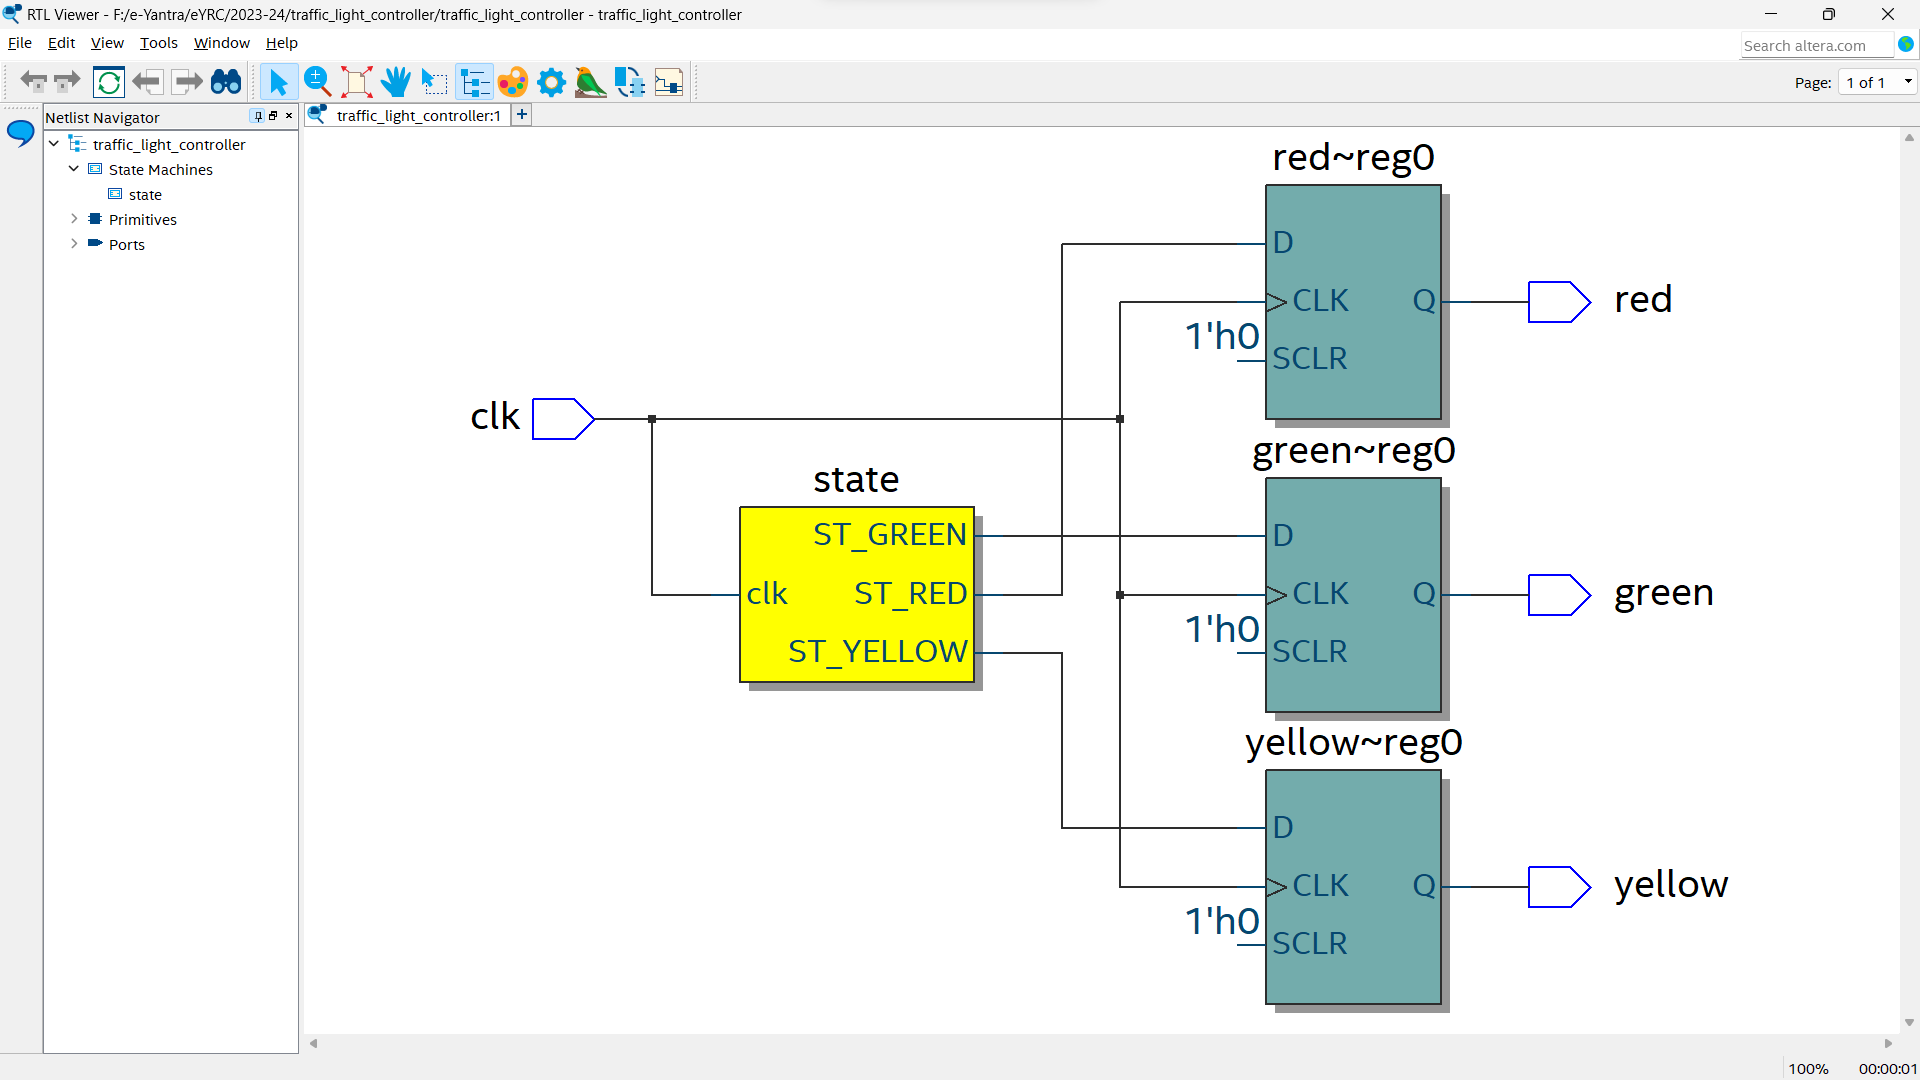 RTL Viewer - F:/e-Yantra/eYRC/2023-24/traffic_light_controller/traffic_light_controller - traffic_light_controller
File Edit View Tools Window Help
Search altera.com
Page: 1 of 1
Netlist Navigator
traffic_light_controller:1
traffic_light_controller
State Machines
state
Primitives
Ports
red~reg0
D
CLK Q
1'h0
SCLR
red
clk
green~reg0
state
ST_GREEN
clk ST_RED
ST_YELLOW
D
CLK Q
1'h0
SCLR
green
yellow~reg0
D
CLK Q
1'h0
SCLR
yellow
100% 00:00:01